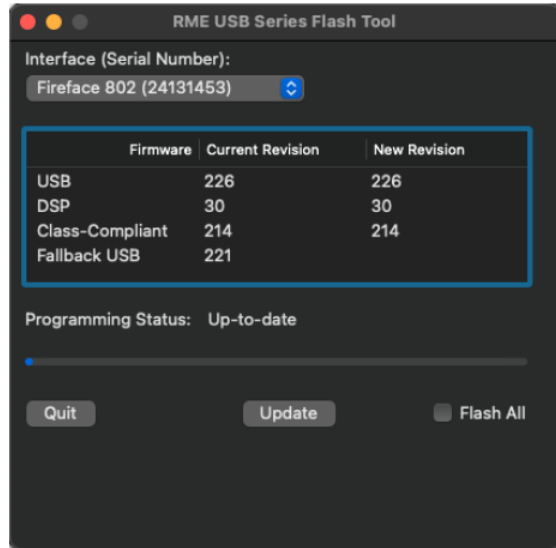 RME USB Series Flash Tool
Interface (Serial Number):
Fireface 802 (24131453)
Firmware Current Revision New Revision
USB 226 226
DSP 30 30
Class-Compliant 214 214
Fallback USB 221
Programming Status: Up-to-date
Quit Update Flash All